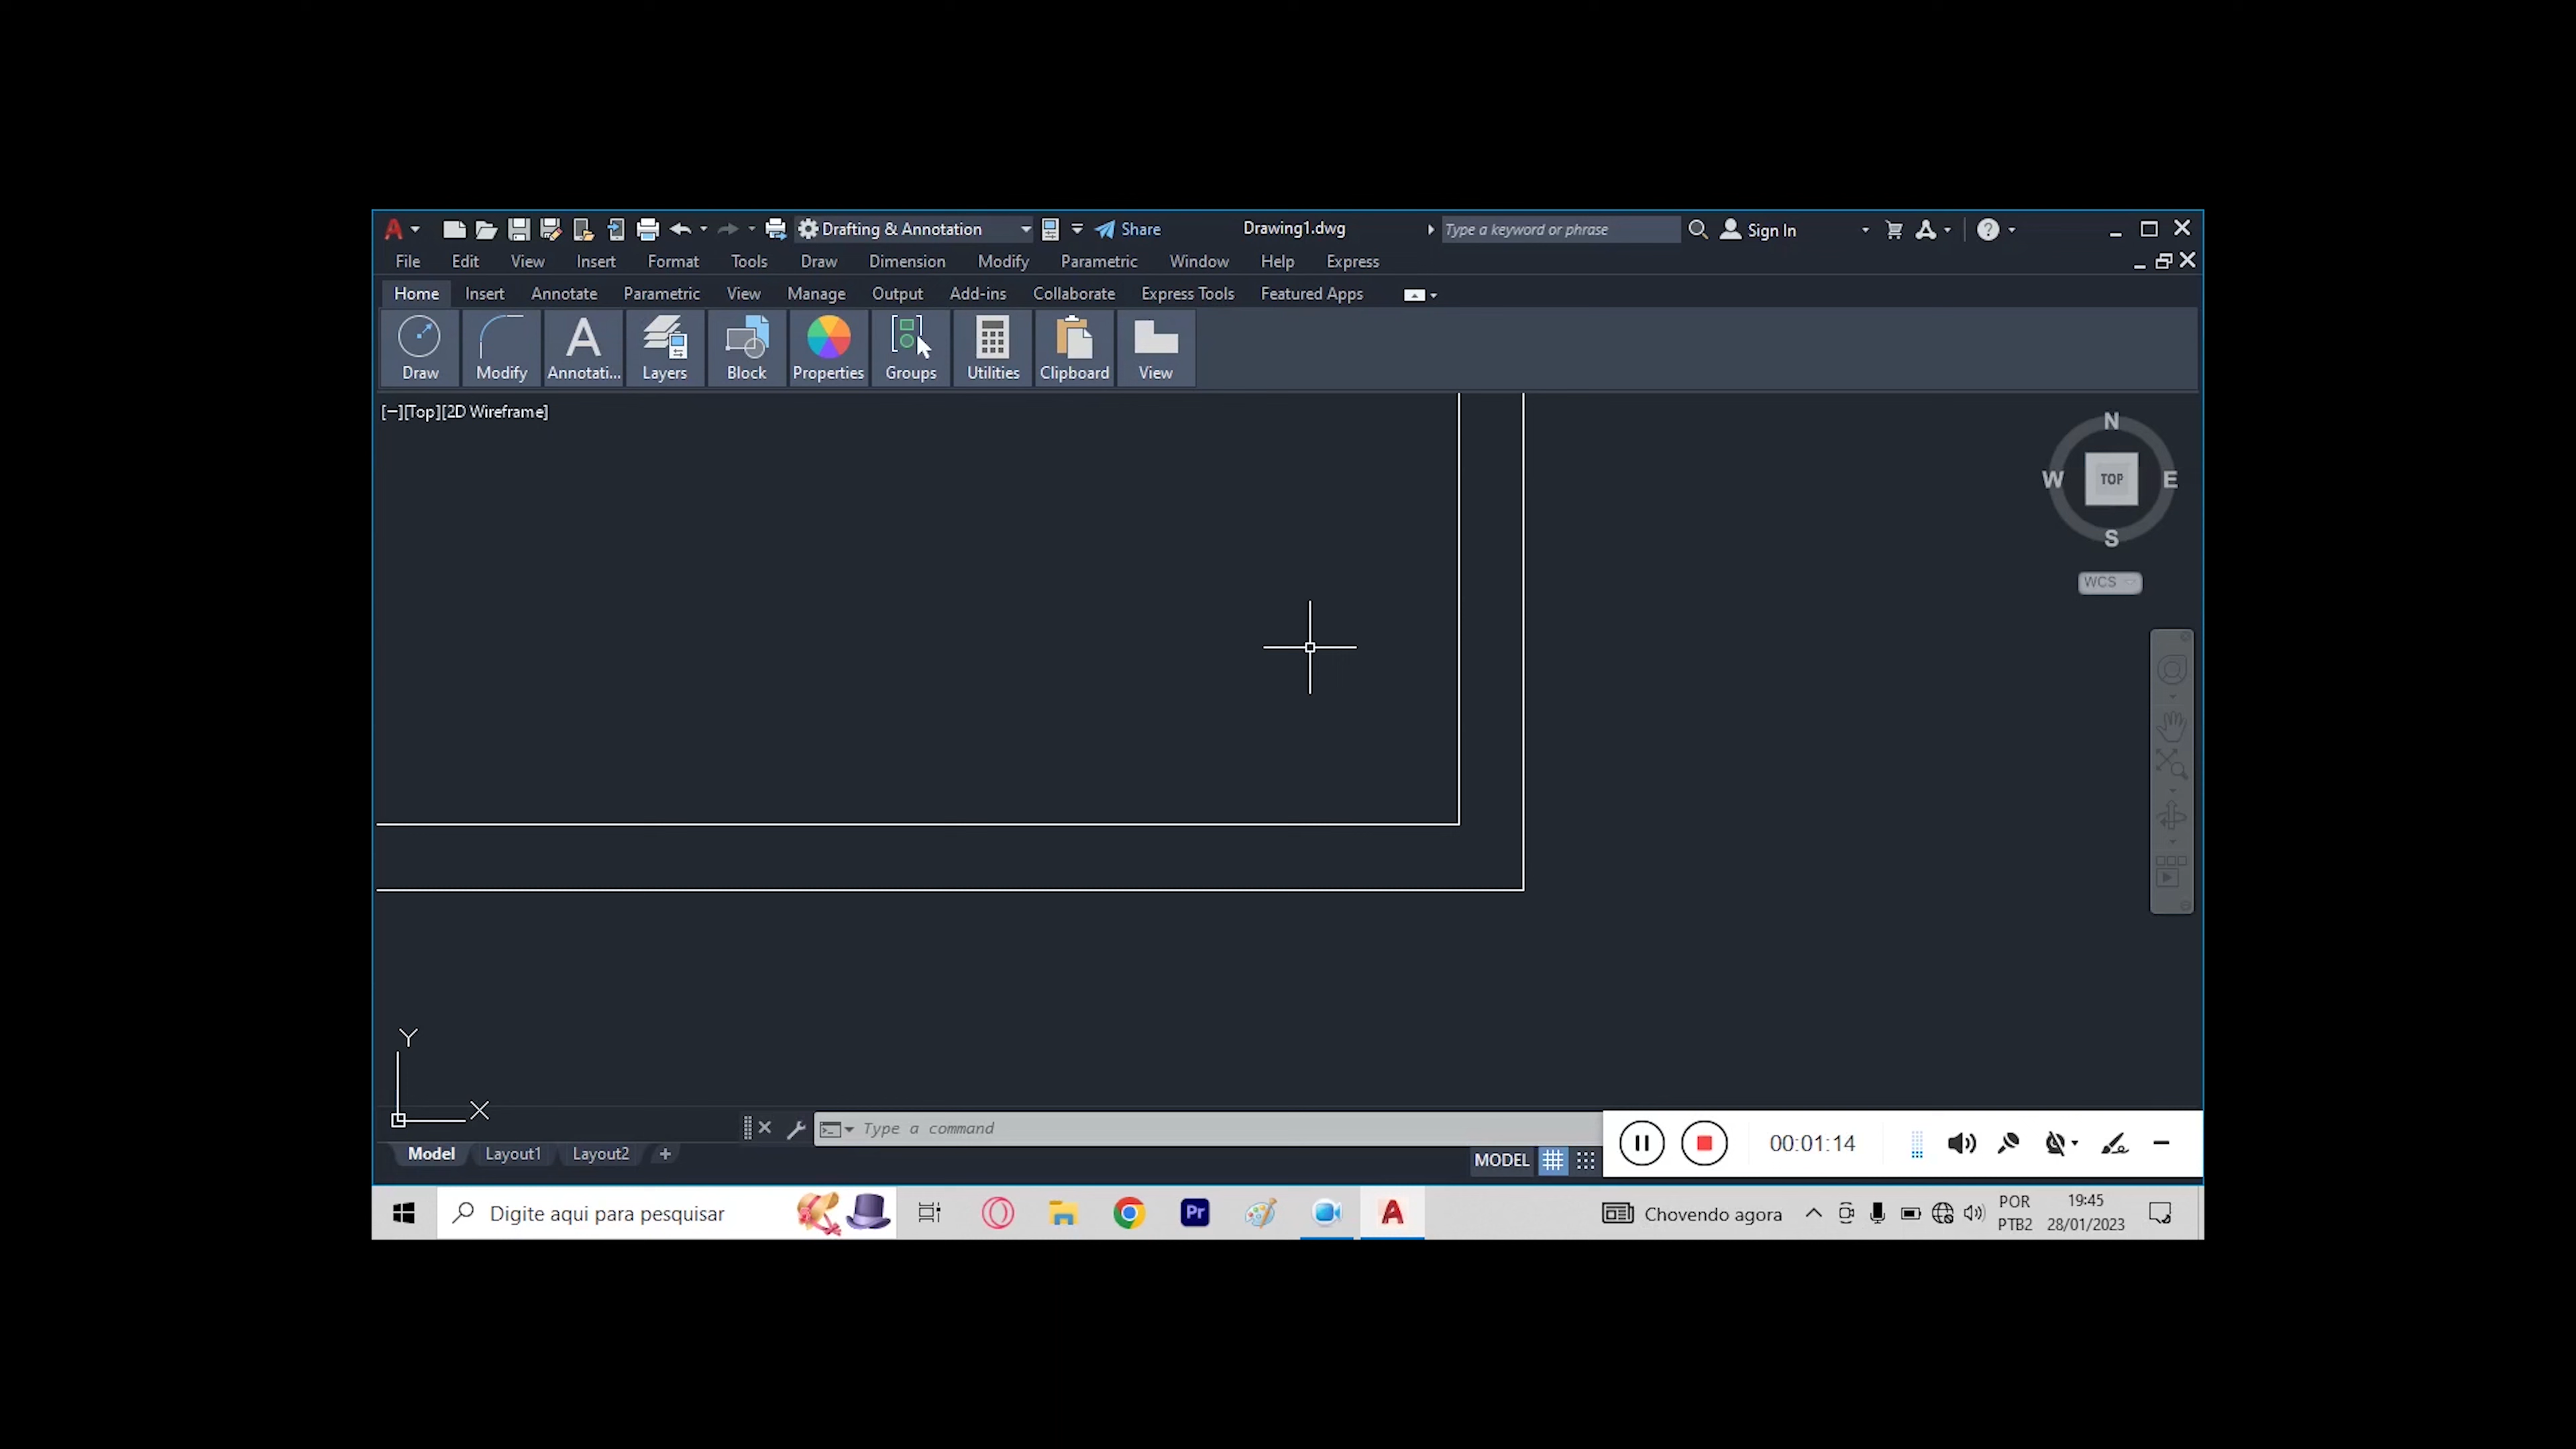 A Drafting & Annotation Share Drawing1.dwg Type a keyword or phrase Sign In ?
File Edit View Insert Format Tools Draw Dimension Modify Parametric Window Help Express
Home Insert Annotate Parametric View Manage Output Add-ins Collaborate Express Tools Featured Apps
A
Draw Modify Annotati... Layers Block Properties Groups Utilities Clipboard View
[−][Top][2D Wireframe]
N
W TOP E
S
WCS
Y
X
Type a command
Model Layout1 Layout2 +
MODEL
00:01:14
Digite aqui para pesquisar
Pr
A
Chovendo agora
POR
PTB2
19:45
28/01/2023